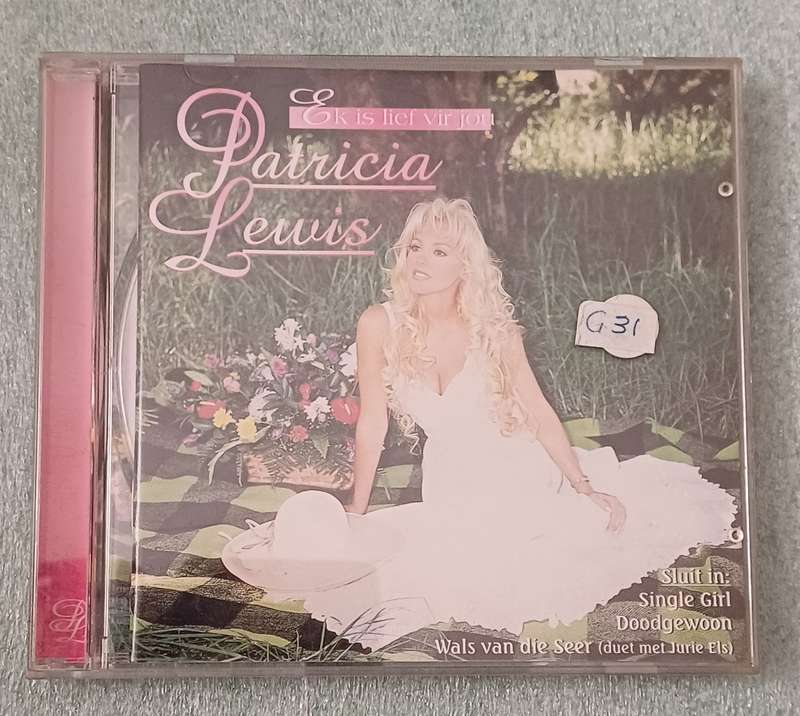 Ek is lief vir jou
Patricia
Lewis
G31
Sluit in:
Single Girl
Doodgewoon
Wals van die Seer (duet met Jurie Els)
PL